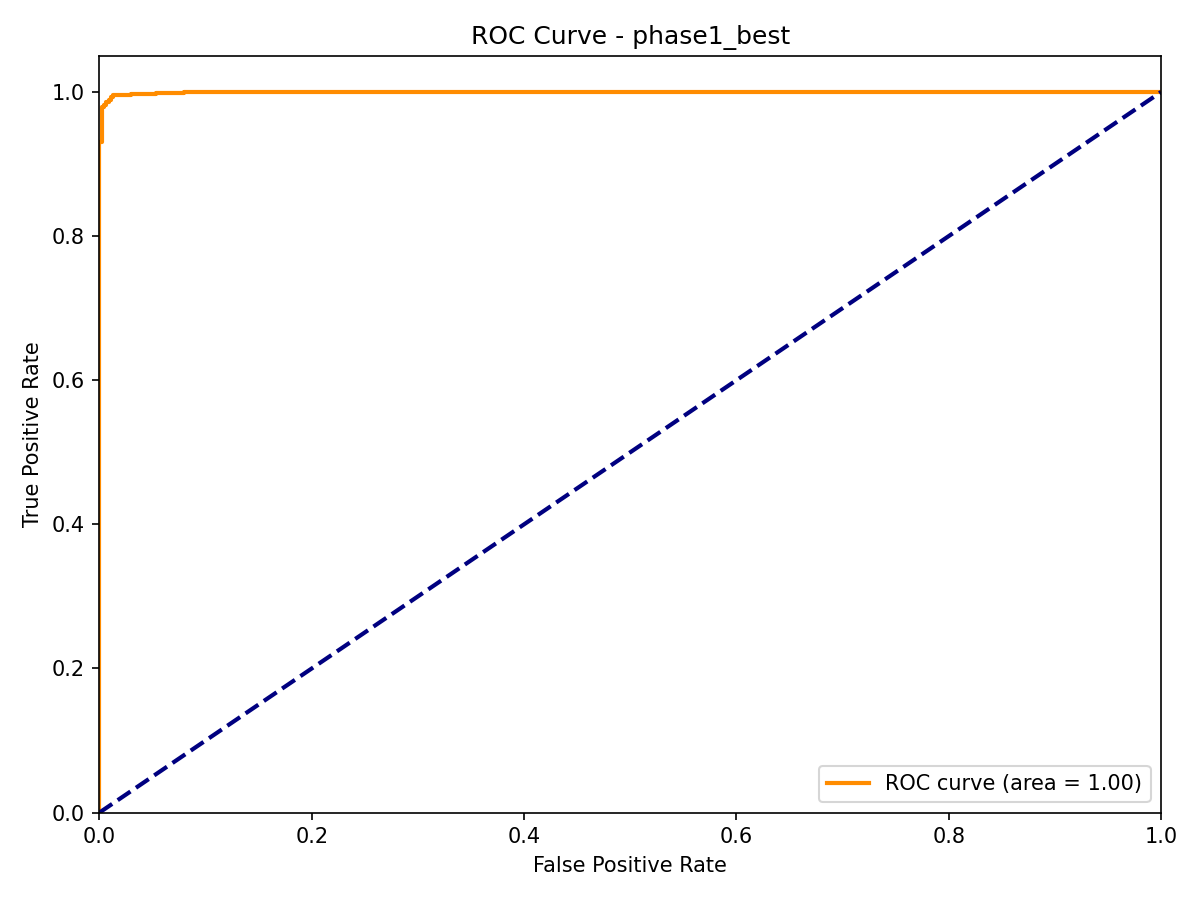 ROC Curve - phase1_best
1.0
0.8
0.6
0.4
0.2
0.0
True Positive Rate
ROC curve (area = 1.00)
0.0 0.2 0.4 0.6 0.8 1.0
False Positive Rate